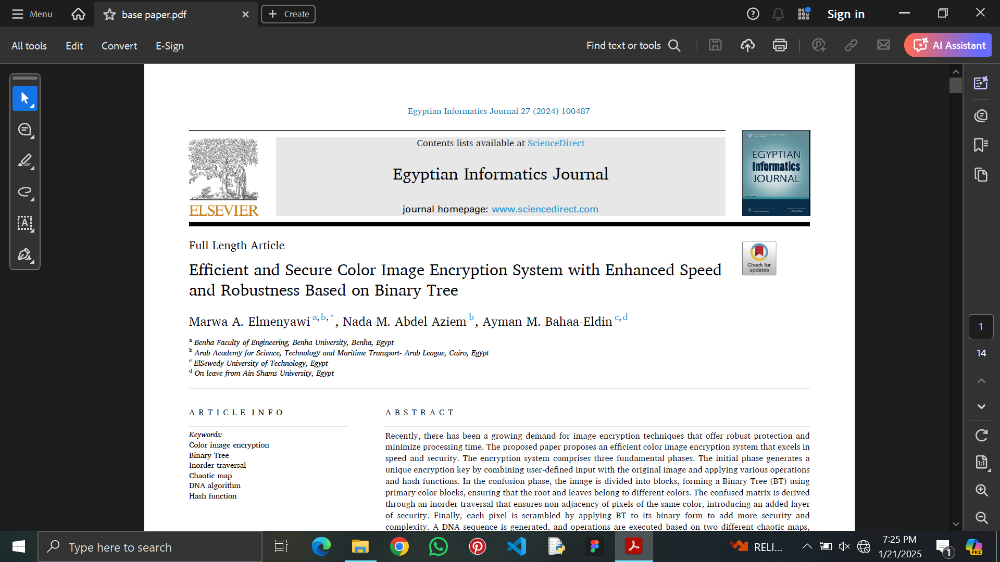 Menu
base paper.pdf
Create
Sign in
All tools
Edit
Convert
E-Sign
Find text or tools
AI Assistant
Egyptian Informatics Journal 27 (2024) 100487
Contents lists available at ScienceDirect
Egyptian Informatics Journal
journal homepage: www.sciencedirect.com
ELSEVIER
EGYPTIAN
Informatics
JOURNAL
Full Length Article
Check for
updates
Efficient and Secure Color Image Encryption System with Enhanced Speed
and Robustness Based on Binary Tree
Marwa A. Elmenyawi a,b,*, Nada M. Abdel Aziem b, Ayman M. Bahaa-Eldin c,d
a Benha Faculty of Engineering, Benha University, Benha, Egypt
b Arab Academy for Science, Technology and Maritime Transport- Arab League, Cairo, Egypt
c ElSewedy University of Technology, Egypt
d On leave from Ain Shams University, Egypt
A R T I C L E I N F O
Keywords:
Color image encryption
Binary Tree
Inorder traversal
Chaotic map
DNA algorithm
Hash function
A B S T R A C T
Recently, there has been a growing demand for image encryption techniques that offer robust protection and
minimize processing time. The proposed paper proposes an efficient color image encryption system that excels in
speed and security. The encryption system comprises three fundamental phases. The initial phase generates a
unique encryption key by combining user-defined input with the original image and applying various operations
and hash functions. In the confusion phase, the image is divided into blocks, forming a Binary Tree (BT) using
primary color blocks, ensuring that the root and leaves belong to different colors. The confused matrix is derived
through an inorder traversal that ensures non-adjacency of pixels of the same color, introducing an added layer
of security. Finally, each pixel is scrambled by applying BT to its binary form to add more security and
complexity. A DNA sequence is generated, and operations are executed based on two different chaotic maps,
1
14
1:1
Type here to search
RELI...
7:25 PM
1/21/2025
1
PRE